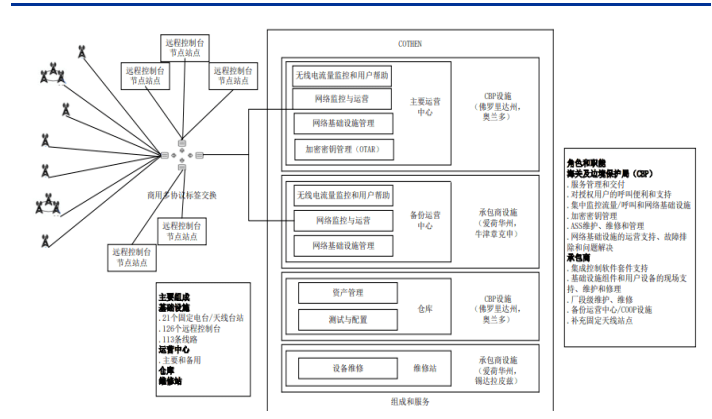 COTHEN
远程控制台
节点站点
远程控制台
节点站点
远程控制台
节点站点
商用多协议标签交换
远程控制台
节点站点
远程控制台
节点站点
无线电流量监控和用户帮助
网络监控与运营
网络基础设施管理
加密密钥管理（OTAR）
主要运营
中心
CBP设施
（佛罗里达州，
奥兰多）
无线电流量监控和用户帮助
网络监控与运营
网络基础设施管理
备份运营
中心
承包商设施
（爱荷华州，
牛津章克申）
资产管理
测试与配置
仓库
CBP设施
（佛罗里达州，
奥兰多）
设备维修
维修站
承包商设施
（爱荷华州，
锡达拉皮兹）
组成和服务
主要组成
基础设施
.21个固定电台/天线台站
.126个远程控制台
.113条线路
运营中心
.主要和备用
仓库
维修站
角色和职能
海关及边境保护局（CBP）
.服务管理和交付
.对授权用户的呼叫便利和支持
.集中监控流量/呼叫和网络基础设施
.加密密钥管理
.ASS维护、维修和管理
.网络基础设施的运营支持、故障排
除和问题解决
承包商
.集成控制软件套件支持
.基础设施组件和用户设备的现场支
持、维护和修理
.厂段级维护、维修
.备份运营中心/COOP设施
.补充固定天线站点